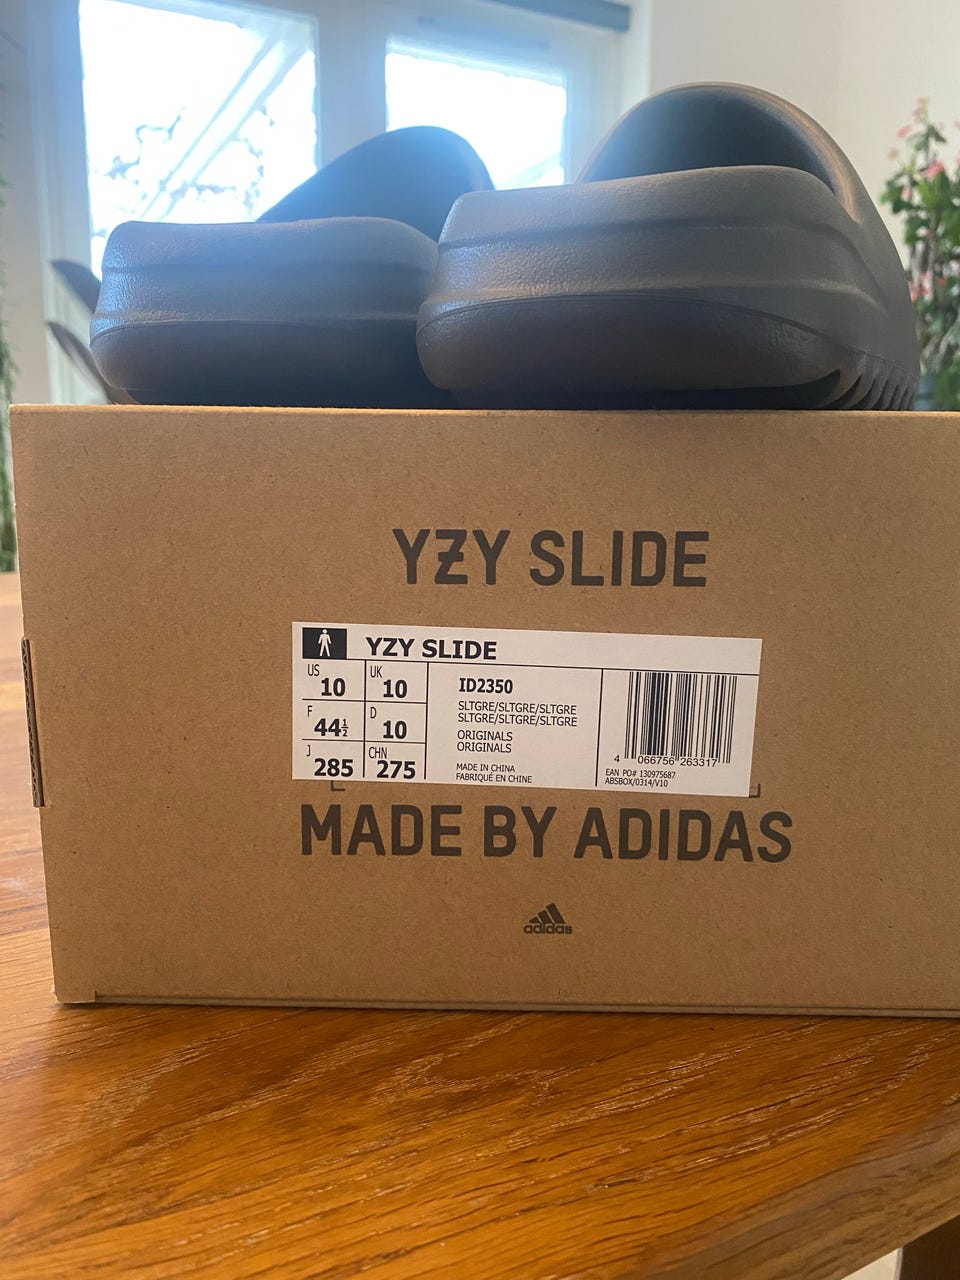 YZY SLIDE
YZY SLIDE
US 10 UK 10
F 44½ D 10
J 285 CHN 275
ID2350
SLTGRE/SLTGRE/SLTGRE
SLTGRE/SLTGRE/SLTGRE
ORIGINALS
ORIGINALS
MADE IN CHINA
FABRIQUÉ EN CHINE
4 066756 263317
EAN PO# 130975687
ABSBOX/0314/V10
MADE BY ADIDAS
adidas